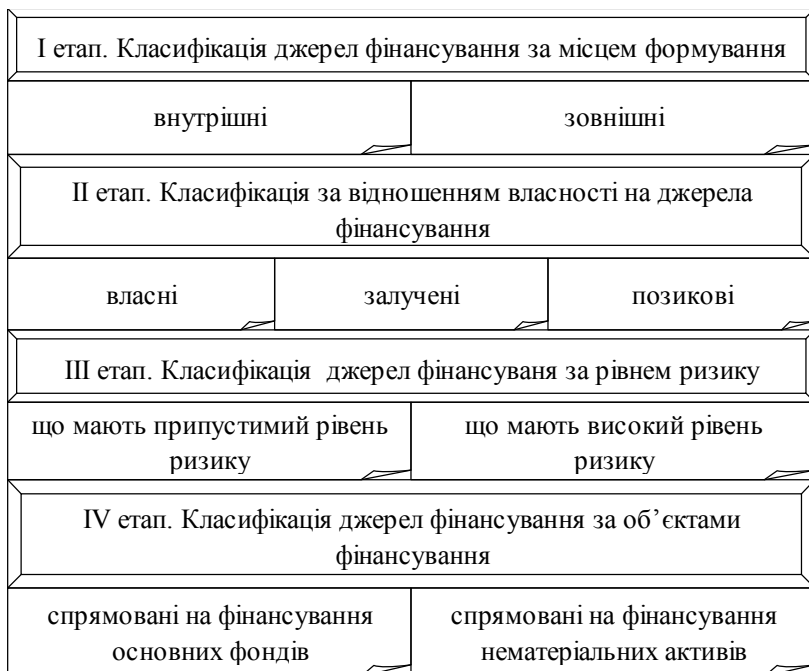 І етап. Класифікація джерел фінансування за місцем формування
внутрішні
зовнішні
ІІ етап. Класифікація за відношенням власності на джерела
фінансування
власні
залучені
позикові
ІІІ етап. Класифікація джерел фінансуваня за рівнем ризику
що мають припустимий рівень
ризику
що мають високий рівень
ризику
IV етап. Класифікація джерел фінансування за об’єктами
фінансування
спрямовані на фінансування
основних фондів
спрямовані на фінансування
нематеріальних активів